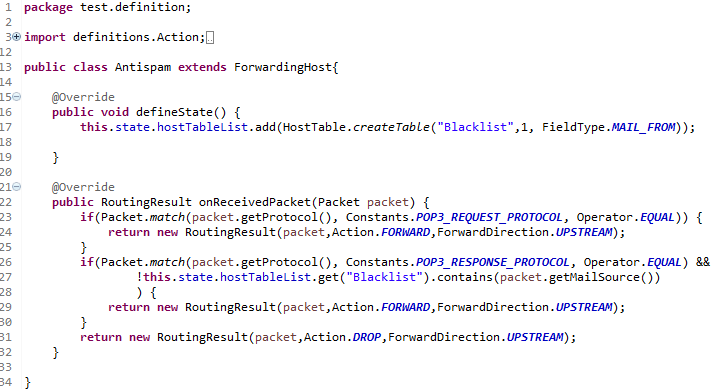 1 package test.definition;
2
3 import definitions.Action;
12
13 public class Antispam extends ForwardingHost{
14
15     @Override
16     public void defineState() {
17         this.state.hostTableList.add(HostTable.createTable("Blacklist",1, FieldType.MAIL_FROM));
18
19     }
20
21     @Override
22     public RoutingResult onReceivedPacket(Packet packet) {
23         if(Packet.match(packet.getProtocol(), Constants.POP3_REQUEST_PROTOCOL, Operator.EQUAL)) {
24             return new RoutingResult(packet,Action.FORWARD,ForwardDirection.UPSTREAM);
25         }
26         if(Packet.match(packet.getProtocol(), Constants.POP3_RESPONSE_PROTOCOL, Operator.EQUAL) &&
27                 !this.state.hostTableList.get("Blacklist").contains(packet.getMailSource())
28                 ) {
29             return new RoutingResult(packet,Action.FORWARD,ForwardDirection.UPSTREAM);
30         }
31         return new RoutingResult(packet,Action.DROP,ForwardDirection.UPSTREAM);
32     }
33
34 }